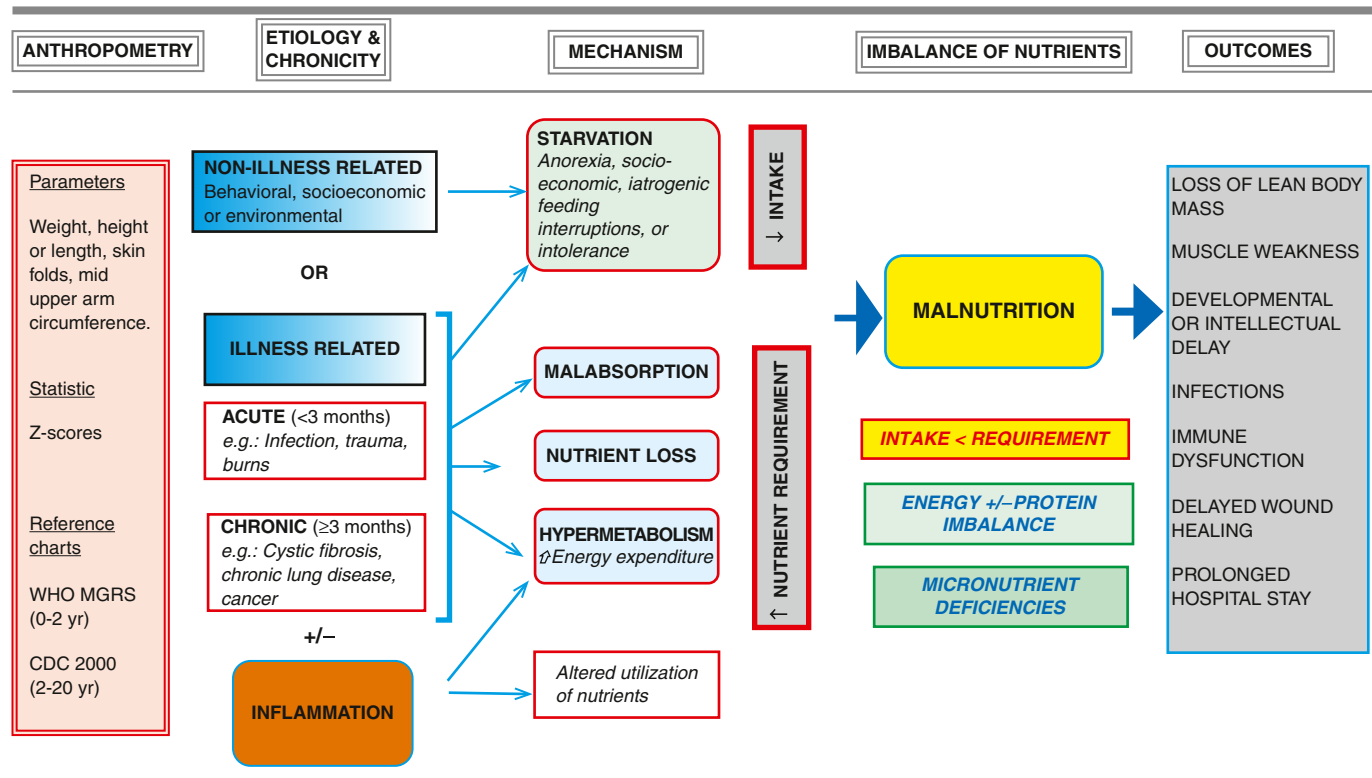 ANTHROPOMETRY
ETIOLOGY &
CHRONICITY
MECHANISM
IMBALANCE OF NUTRIENTS
OUTCOMES
Parameters
Weight, height
or length, skin
folds, mid
upper arm
circumference.
Statistic
Z-scores
Reference
charts
WHO MGRS
(0-2 yr)
CDC 2000
(2-20 yr)
NON-ILLNESS RELATED
Behavioral, socioeconomic
or environmental
OR
ILLNESS RELATED
ACUTE (<3 months)
e.g.: Infection, trauma,
burns
CHRONIC (≥3 months)
e.g.: Cystic fibrosis,
chronic lung disease,
cancer
+/–
INFLAMMATION
STARVATION
Anorexia, socio-
economic, iatrogenic
feeding
interruptions, or
intolerance
MALABSORPTION
NUTRIENT LOSS
HYPERMETABOLISM
⇧Energy expenditure
Altered utilization
of nutrients
↓ INTAKE
↑ NUTRIENT REQUIREMENT
MALNUTRITION
INTAKE < REQUIREMENT
ENERGY +/–PROTEIN
IMBALANCE
MICRONUTRIENT
DEFICIENCIES
LOSS OF LEAN BODY
MASS
MUSCLE WEAKNESS
DEVELOPMENTAL
OR INTELLECTUAL
DELAY
INFECTIONS
IMMUNE
DYSFUNCTION
DELAYED WOUND
HEALING
PROLONGED
HOSPITAL STAY